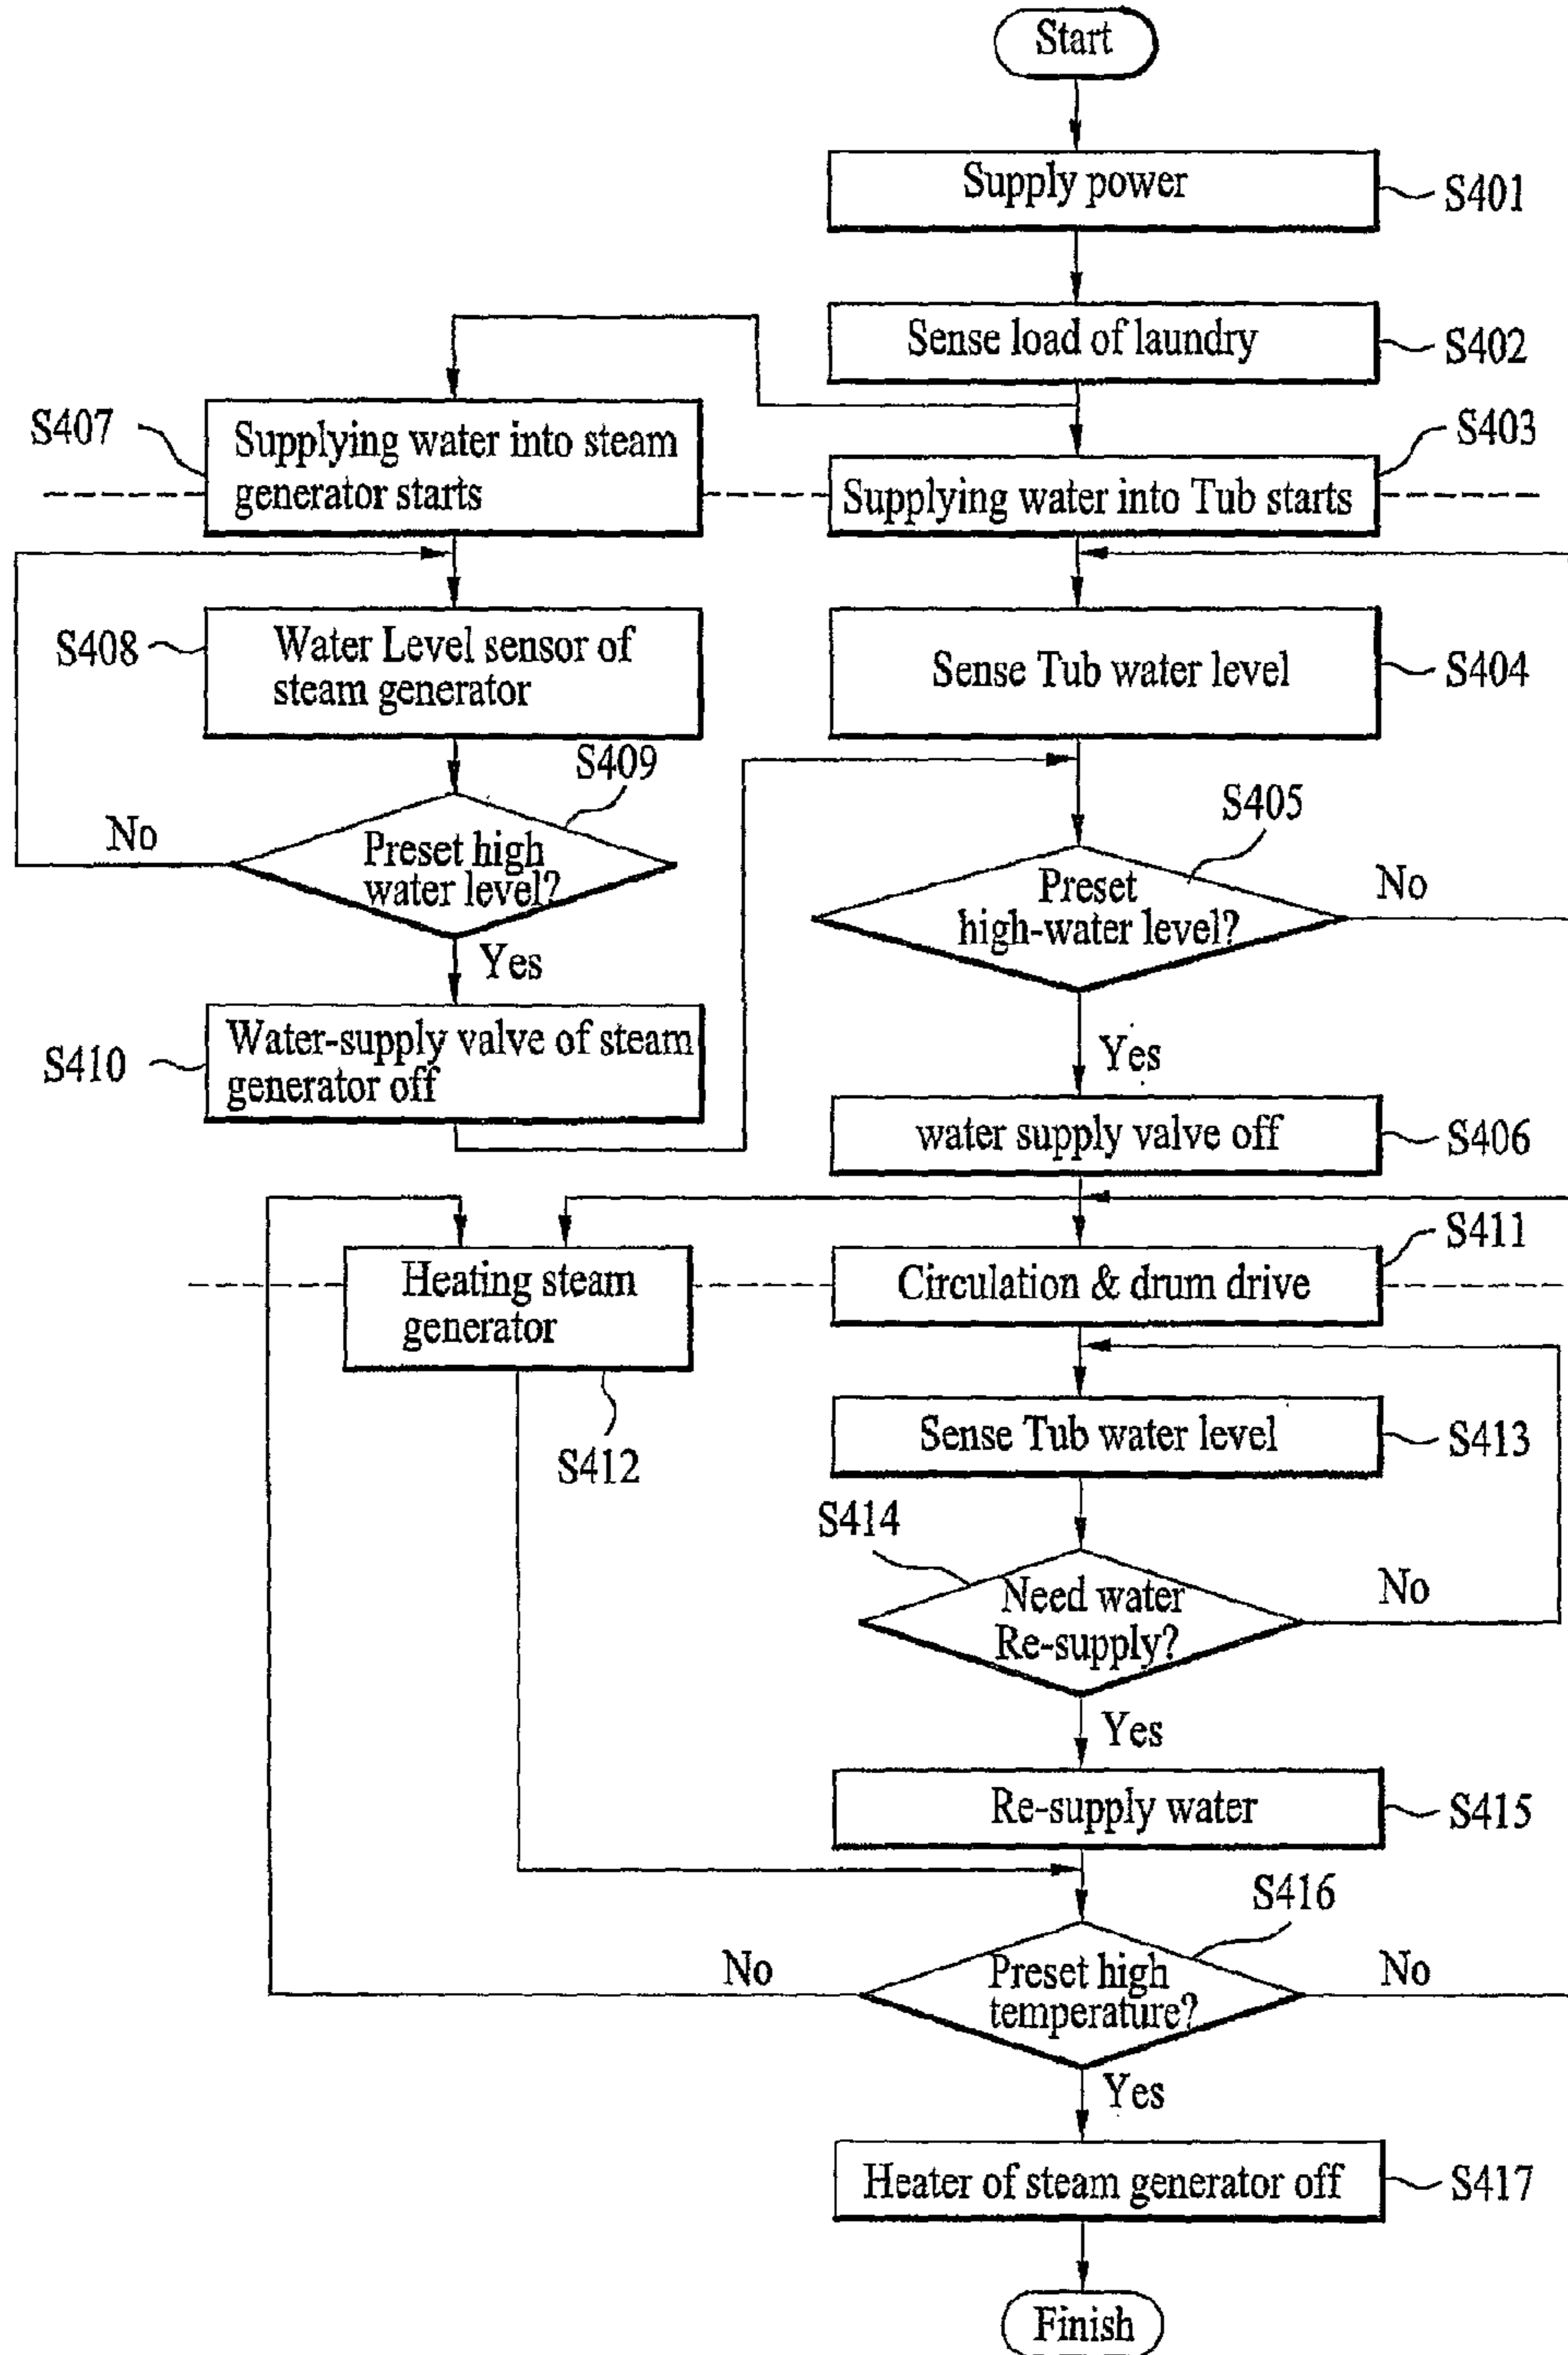 Start
Supply power
S401
Sense load of laundry
S402
S407
Supplying water into steam
generator starts
S403
Supplying water into Tub starts
S408
Water Level sensor of
steam generator
Sense Tub water level
S404
S409
No
Preset high
water level?
Yes
S405
Preset
high-water level?
No
Yes
S410
Water-supply valve of steam
generator off
water supply valve off
S406
Heating steam
generator
S412
S411
Circulation & drum drive
Sense Tub water level
S413
S414
Need water
Re-supply?
No
Yes
Re-supply water
S415
S416
No
Preset high
temperature?
No
Yes
Heater of steam generator off
S417
Finish